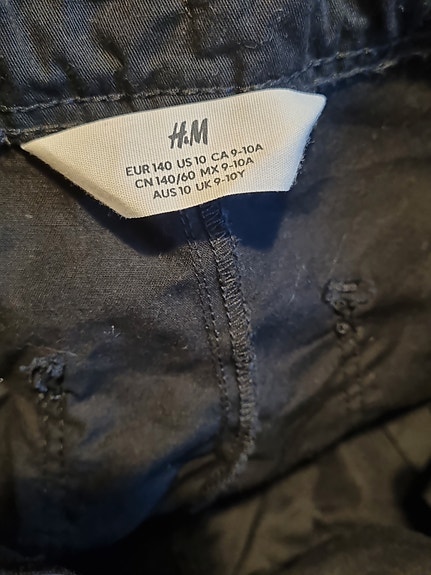 H&M
EUR 140 US 10 CA 9-10A
CN 140/60 MX 9-10A
AUS 10 UK 9-10Y